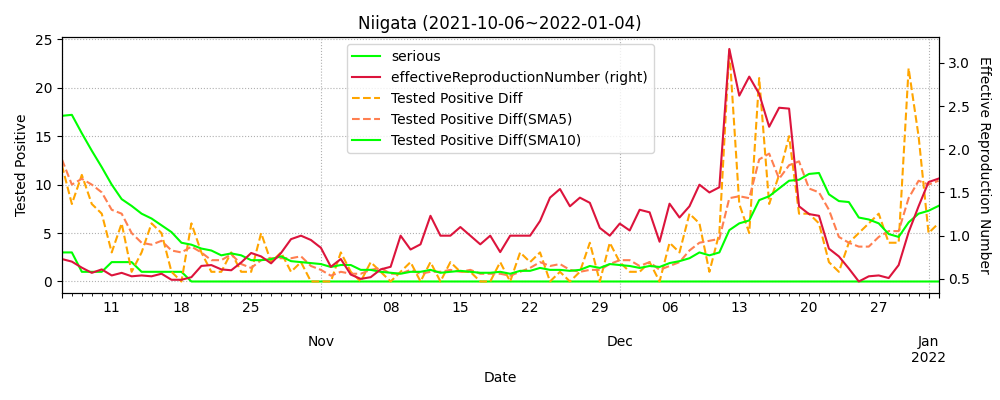 Niigata (2021-10-06~2022-01-04)
serious
effectiveReproductionNumber (right)
Tested Positive Diff
Tested Positive Diff(SMA5)
Tested Positive Diff(SMA10)
Tested Positive
25
20
15
10
5
0
Effective Reproduction Number
3.0
2.5
2.0
1.5
1.0
0.5
11 18 25 08 15 22 29 06 13 20 27
Nov Dec Jan
2022
Date